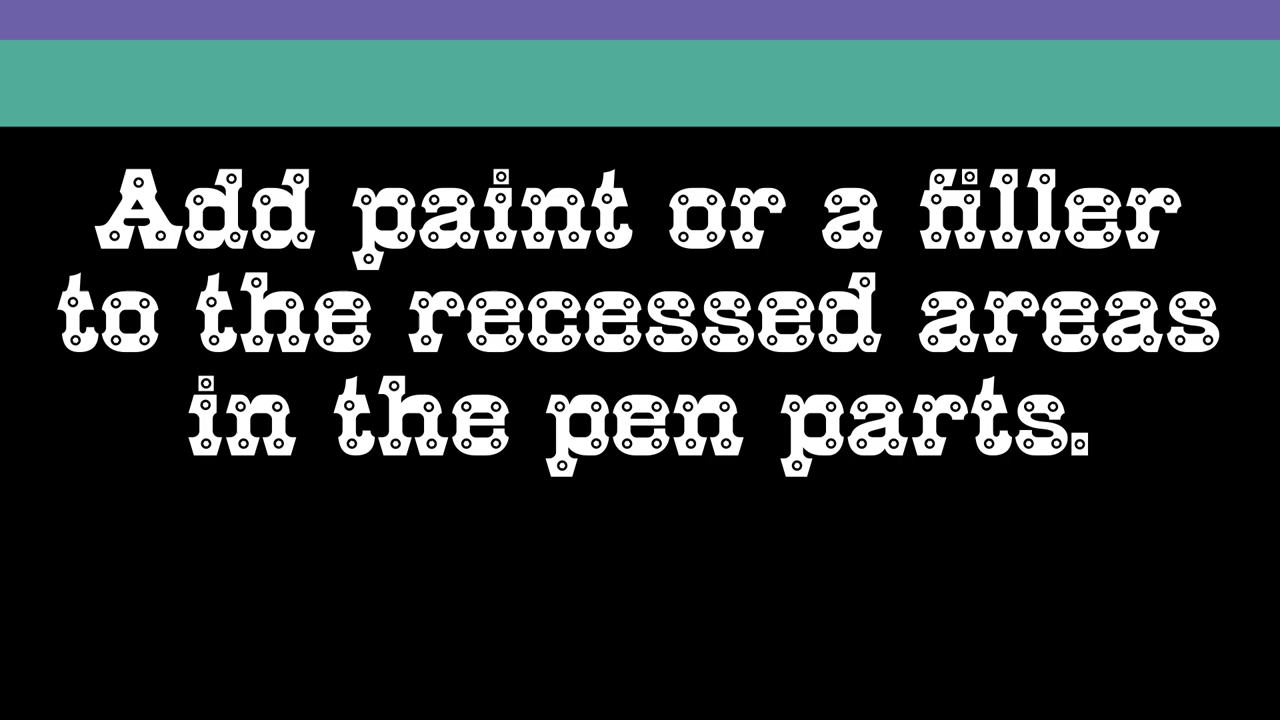 Add paint or a filler
to the recessed areas
in the pen parts.